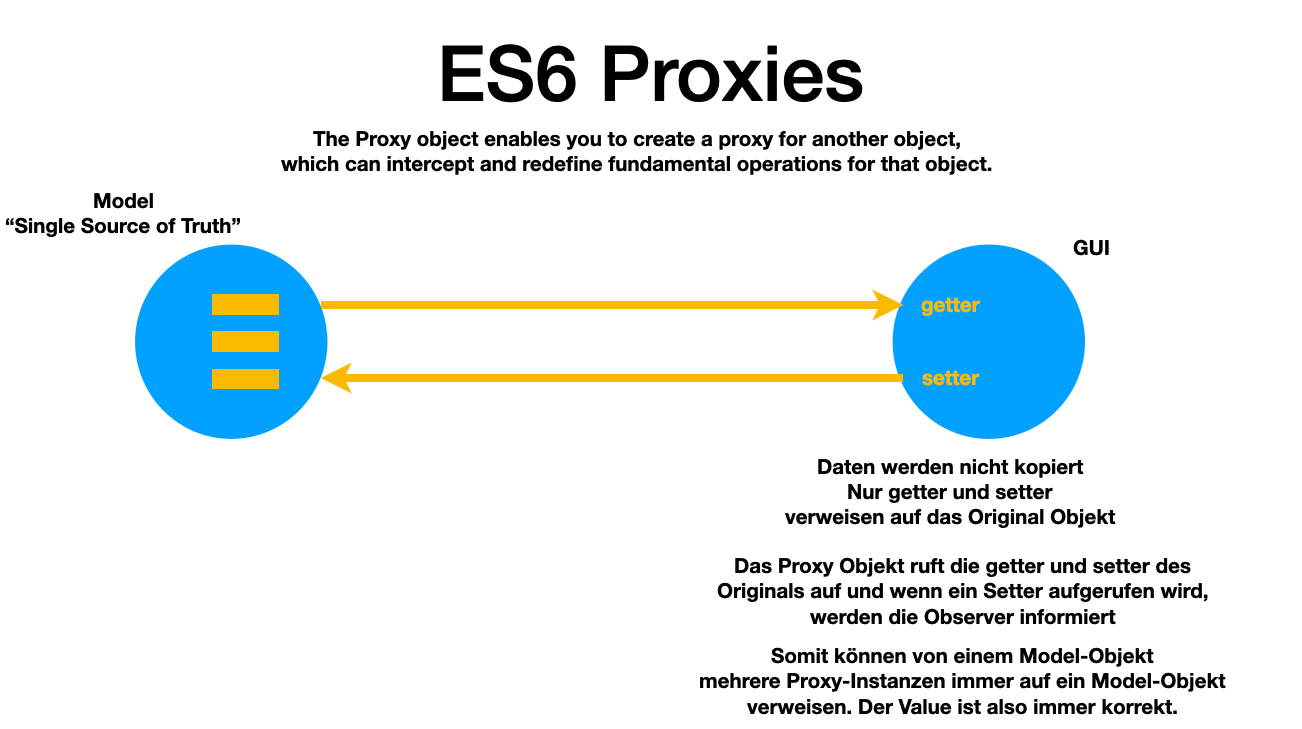 ES6 Proxies
The Proxy object enables you to create a proxy for another object,
which can intercept and redefine fundamental operations for that object.
Model
“Single Source of Truth”
GUI
getter
setter
Daten werden nicht kopiert
Nur getter und setter
verweisen auf das Original Objekt
Das Proxy Objekt ruft die getter und setter des
Originals auf und wenn ein Setter aufgerufen wird,
werden die Observer informiert
Somit können von einem Model-Objekt
mehrere Proxy-Instanzen immer auf ein Model-Objekt
verweisen. Der Value ist also immer korrekt.